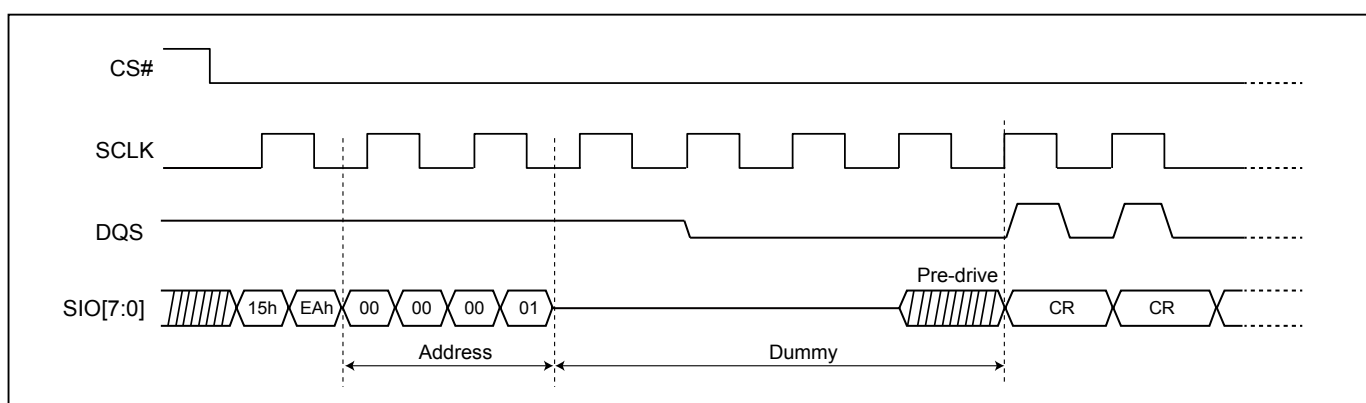 CS#
SCLK
DQS
Pre-drive
SIO[7:0] 15h EAh 00 00 00 01 CR CR
Address Dummy